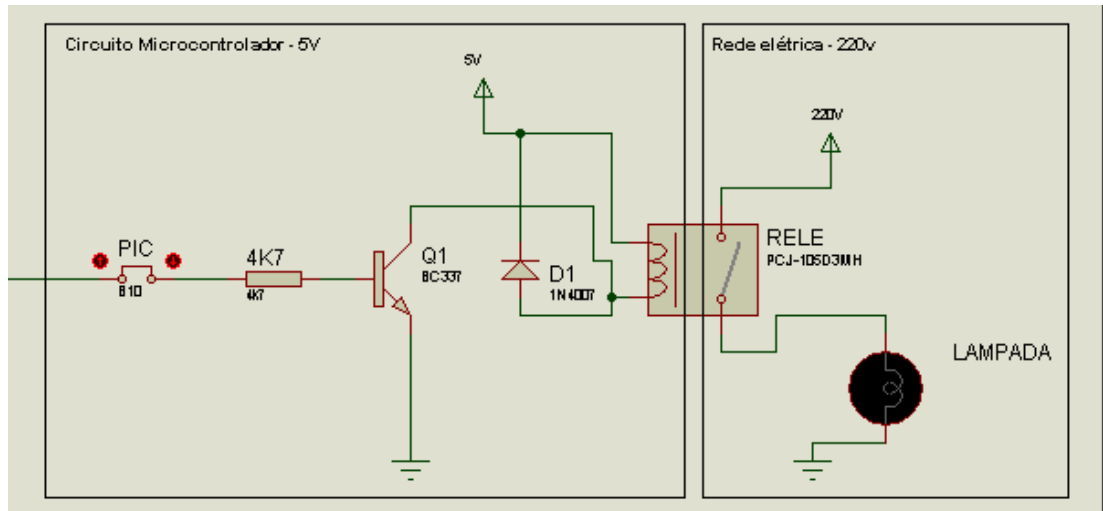 Circuito Microcontrolador - 5V
Rede elétrica - 220v
5V
220V
PIC
810
4K7
4k7
Q1
BC337
D1
1N4007
RELE
PCJ-105D3MH
LAMPADA